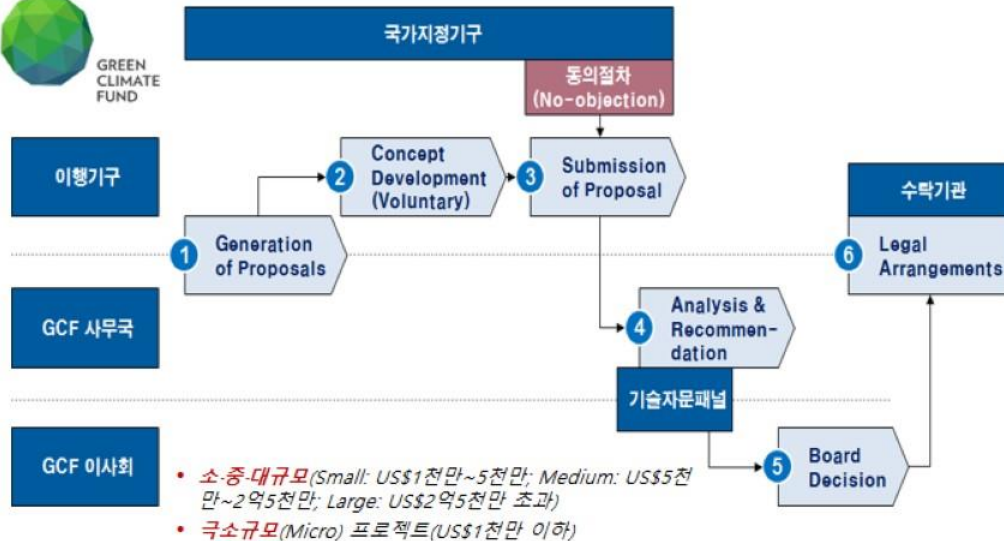 GREEN
CLIMATE
FUND
국가지정기구
동의절차
(No-objection)
이행기구
2
Concept
Development
(Voluntary)
3
Submission
of Proposal
수탁기관
1
Generation
of Proposals
6
Legal
Arrangements
GCF 사무국
4
Analysis &
Recommen-
dation
기술자문패널
GCF 이사회
5
Board
Decision
• 소·중·대규모(Small: US$1천만~5천만; Medium: US$5천
만~2억5천만; Large: US$2억5천만 초과)
• 극소규모(Micro) 프로젝트(US$1천만 이하)